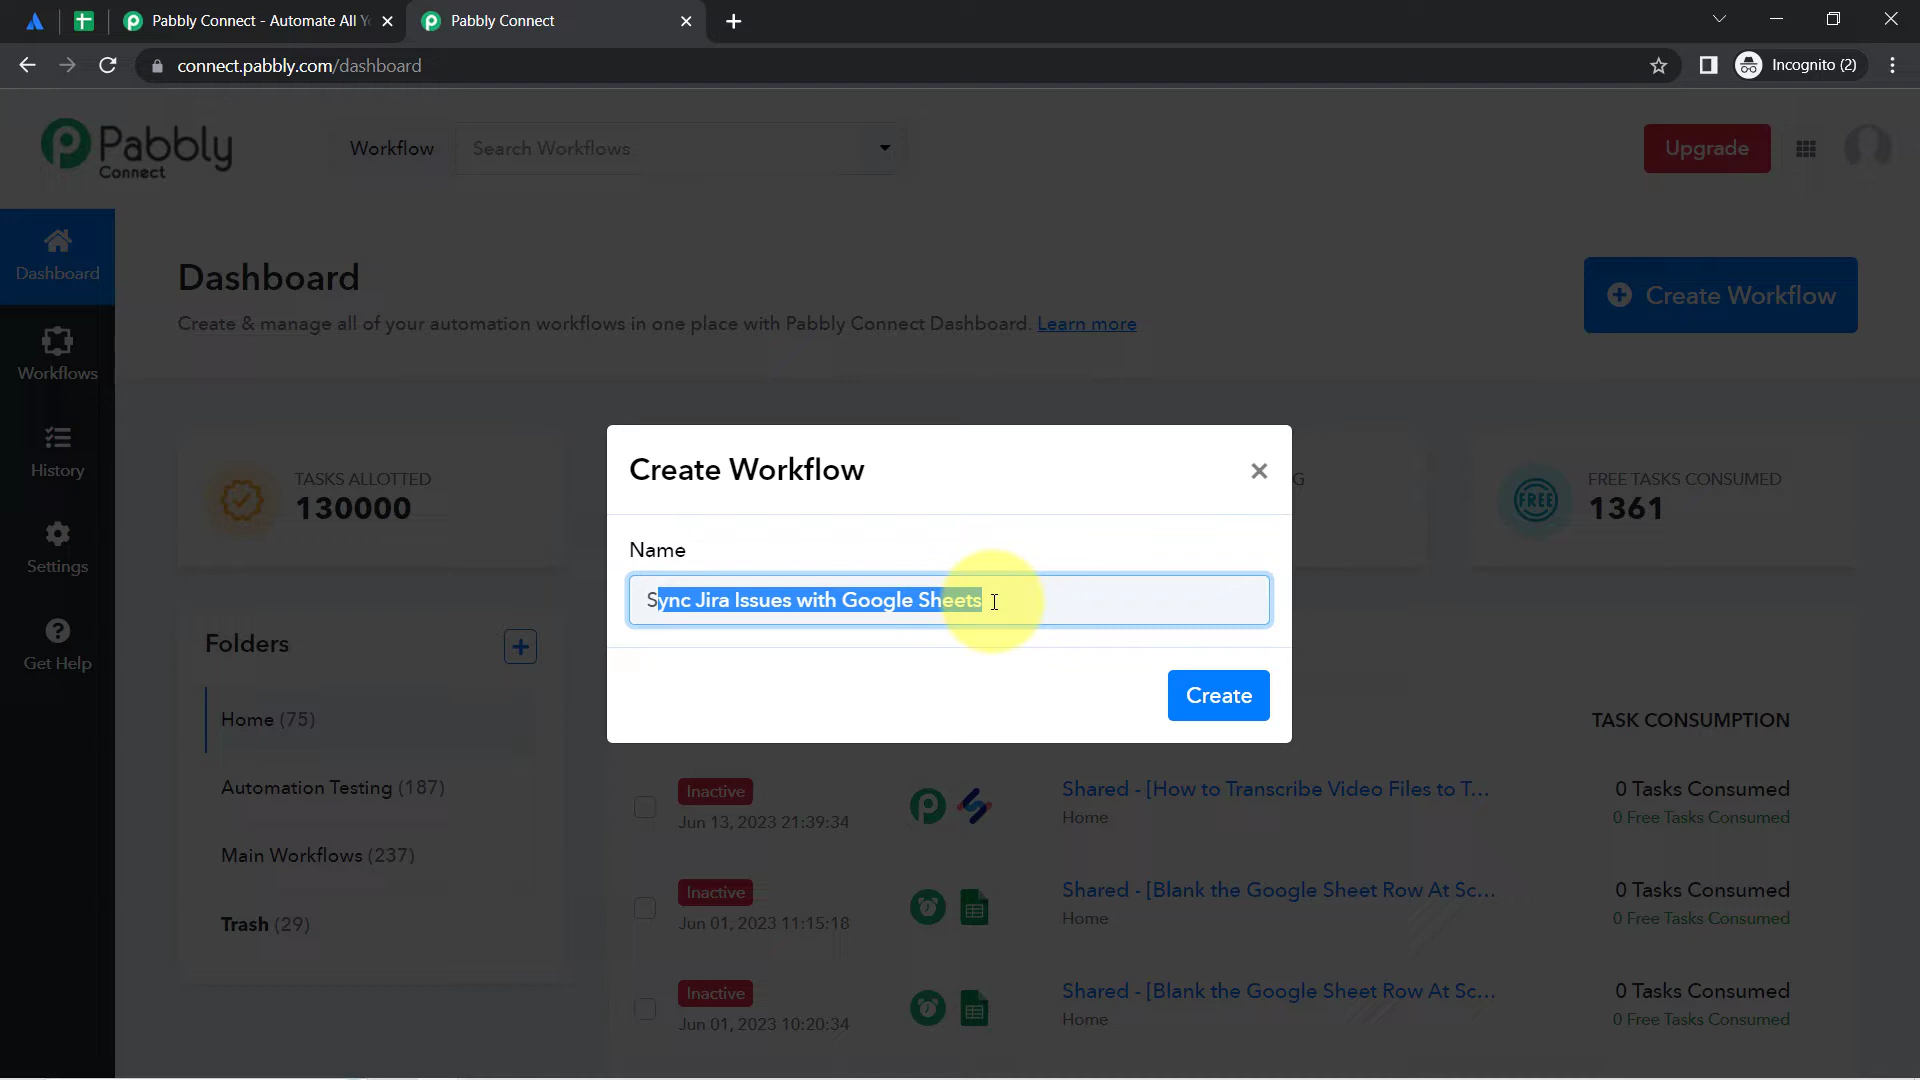 Pabbly Connect - Automate All Y
Pabbly Connect
connect.pabbly.com/dashboard
Incognito (2)
Pabbly
Connect
Workflow
Search Workflows
Upgrade
Dashboard
Workflows
History
Settings
Get Help
Dashboard
Create & manage all of your automation workflows in one place with Pabbly Connect Dashboard. Learn more
Create Workflow
TASKS ALLOTTED
130000
G
FREE TASKS CONSUMED
1361
FREE
Create Workflow
×
Name
Sync Jira Issues with Google Sheets
Create
Folders
Home (75)
Automation Testing (187)
Main Workflows (237)
Trash (29)
TASK CONSUMPTION
Inactive
Jun 13, 2023 21:39:34
Shared - [How to Transcribe Video Files to T...
Home
0 Tasks Consumed
0 Free Tasks Consumed
Inactive
Jun 01, 2023 11:15:18
Shared - [Blank the Google Sheet Row At Sc...
Home
0 Tasks Consumed
0 Free Tasks Consumed
Inactive
Jun 01, 2023 10:20:34
Shared - [Blank the Google Sheet Row At Sc...
Home
0 Tasks Consumed
0 Free Tasks Consumed